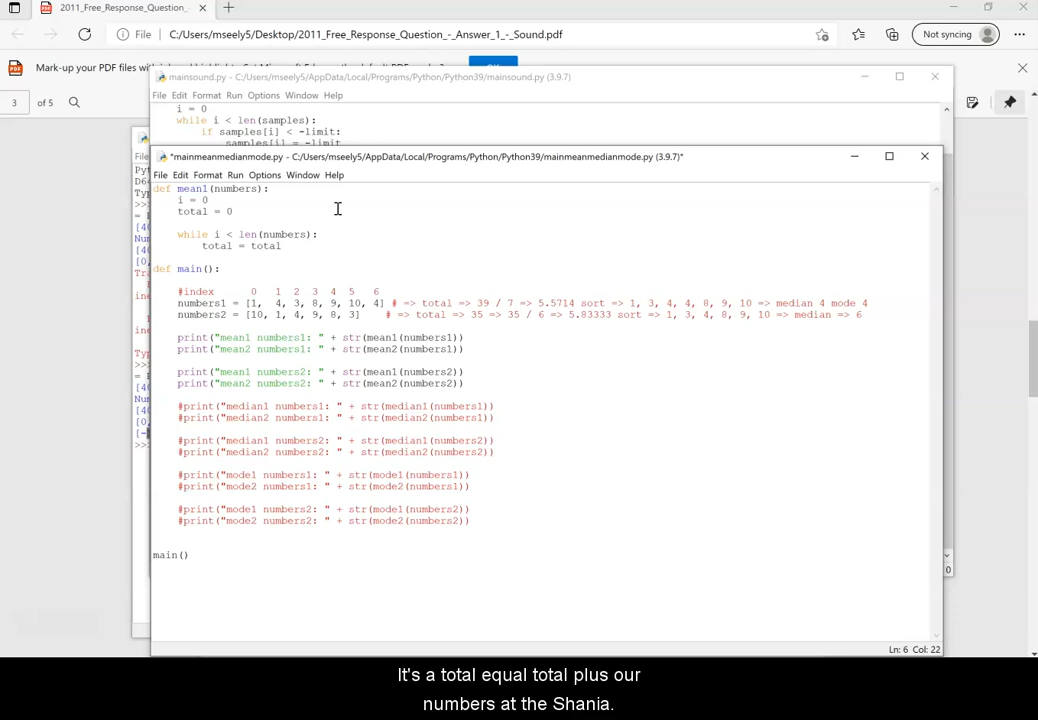 2011_Free_Response_Question_
File C:/Users/mseely5/Desktop/2011_Free_Response_Question_-_Answer_1_-_Sound.pdf
Not syncing
Mark-up your PDF files
3 of 5
mainsound.py - C:/Users/mseely5/AppData/Local/Programs/Python/Python39/mainsound.py (3.9.7)
File Edit Format Run Options Window Help
i = 0
while i < len(samples):
if samples[i] < -limit:
samples[i] = -limit
*mainmeanmedianmode.py - C:/Users/mseely5/AppData/Local/Programs/Python/Python39/mainmeanmedianmode.py (3.9.7)*
File Edit Format Run Options Window Help
def mean1(numbers):
i = 0
total = 0
while i < len(numbers):
total = total
def main():
#index 0 1 2 3 4 5 6
numbers1 = [1, 4, 3, 8, 9, 10, 4] # => total => 39 / 7 => 5.5714 sort => 1, 3, 4, 4, 8, 9, 10 => median 4 mode 4
numbers2 = [10, 1, 4, 9, 8, 3] # => total => 35 => 35 / 6 => 5.83333 sort => 1, 3, 4, 8, 9, 10 => median => 6
print("mean1 numbers1: " + str(mean1(numbers1))
print("mean2 numbers1: " + str(mean2(numbers1))
print("mean1 numbers2: " + str(mean1(numbers2))
print("mean2 numbers2: " + str(mean2(numbers2))
#print("median1 numbers1: " + str(median1(numbers1))
#print("median2 numbers1: " + str(median2(numbers1))
#print("median1 numbers2: " + str(median1(numbers2))
#print("median2 numbers2: " + str(median2(numbers2))
#print("mode1 numbers1: " + str(mode1(numbers1))
#print("mode2 numbers1: " + str(mode2(numbers1))
#print("mode1 numbers2: " + str(mode1(numbers2))
#print("mode2 numbers2: " + str(mode2(numbers2))
main()
Ln: 6 Col: 22
It's a total equal total plus our
numbers at the Shania.